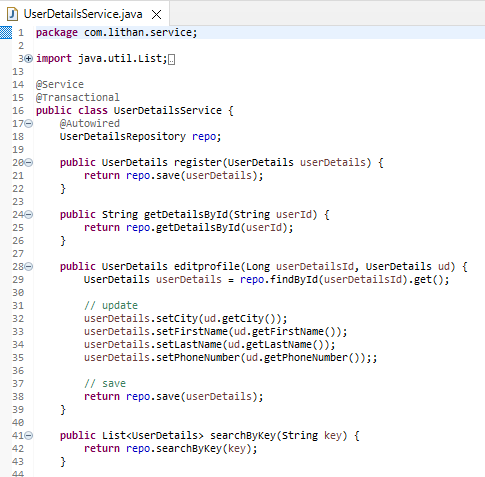 UserDetailsService.java
1 package com.lithan.service;
2
3 import java.util.List;
13
14 @Service
15 @Transactional
16 public class UserDetailsService {
17 @Autowired
18 UserDetailsRepository repo;
19
20 public UserDetails register(UserDetails userDetails) {
21 return repo.save(userDetails);
22 }
23
24 public String getDetailsById(String userId) {
25 return repo.getDetailsById(userId);
26 }
27
28 public UserDetails editprofile(Long userDetailsId, UserDetails ud) {
29 UserDetails userDetails = repo.findById(userDetailsId).get();
30
31 // update
32 userDetails.setCity(ud.getCity());
33 userDetails.setFirstName(ud.getFirstName());
34 userDetails.setLastName(ud.getLastName());
35 userDetails.setPhoneNumber(ud.getPhoneNumber());;
36
37 // save
38 return repo.save(userDetails);
39 }
40
41 public List<UserDetails> searchByKey(String key) {
42 return repo.searchByKey(key);
43 }
44